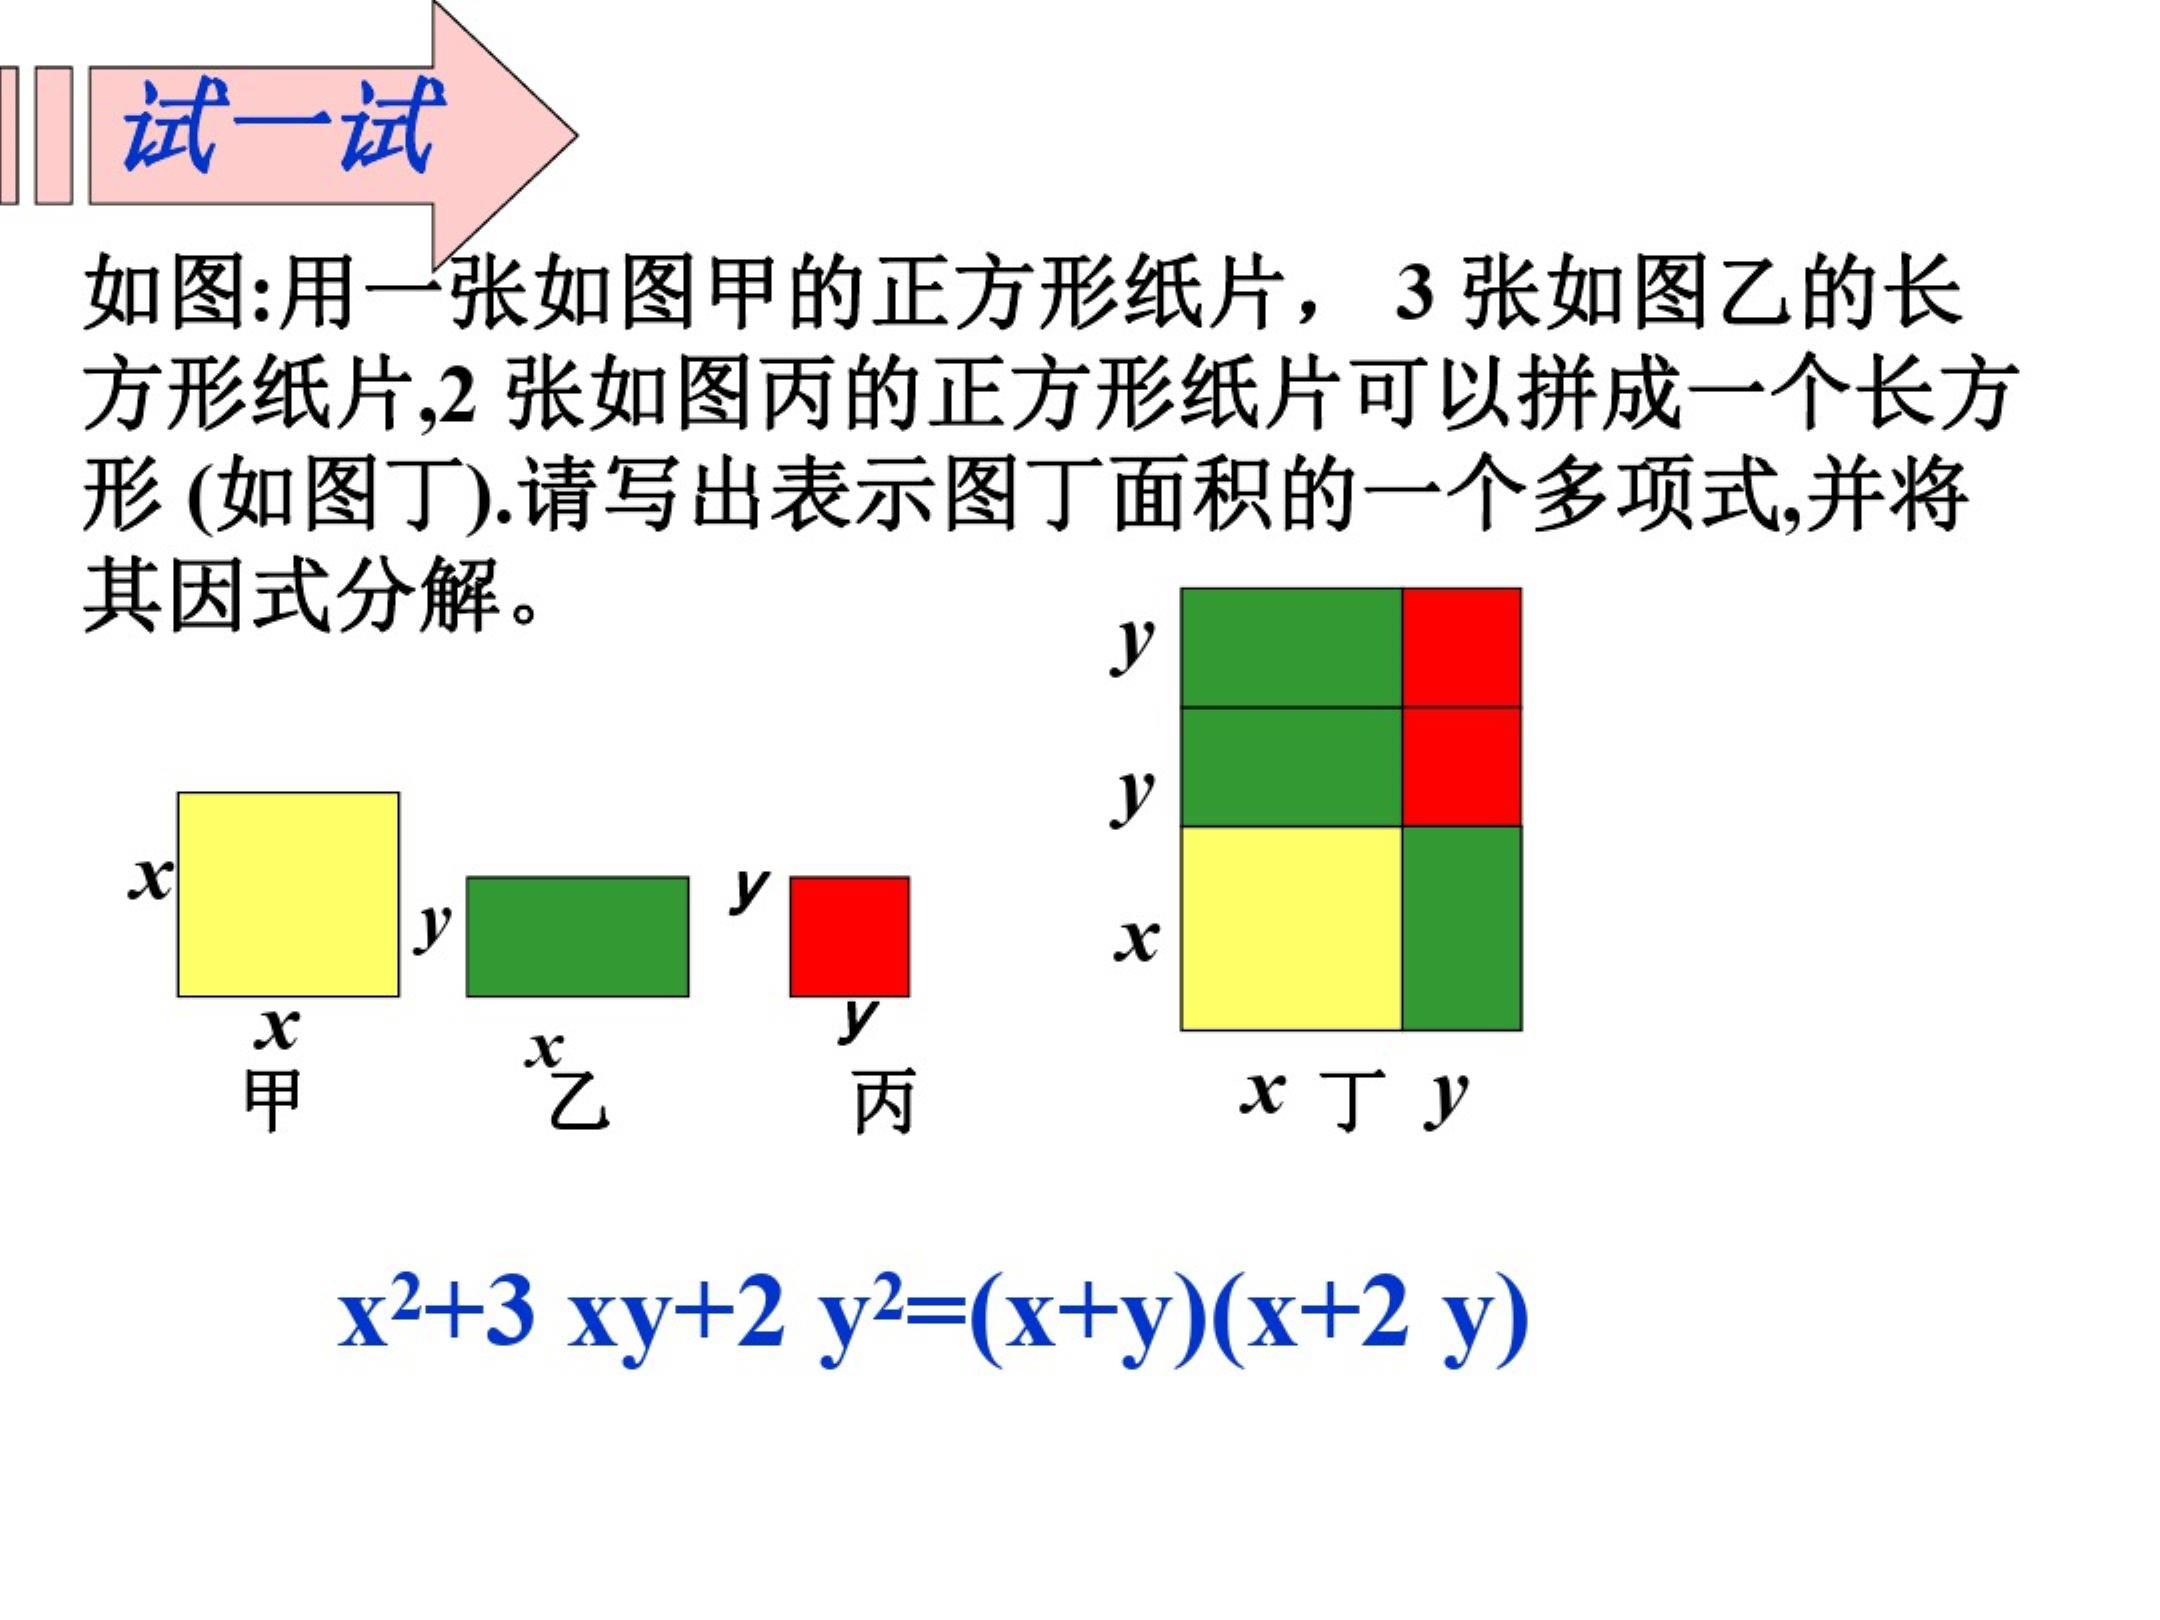 试一试
如图:用一张如图甲的正方形纸片， 3 张如图乙的长
方形纸片,2 张如图丙的正方形纸片可以拼成一个长方
形 (如图丁).请写出表示图丁面积的一个多项式,并将
其因式分解。
y
y
x
x
y
y
x
x
y
甲
x
乙
丙
x 丁 y
x²+3 xy+2 y²=(x+y)(x+2 y)